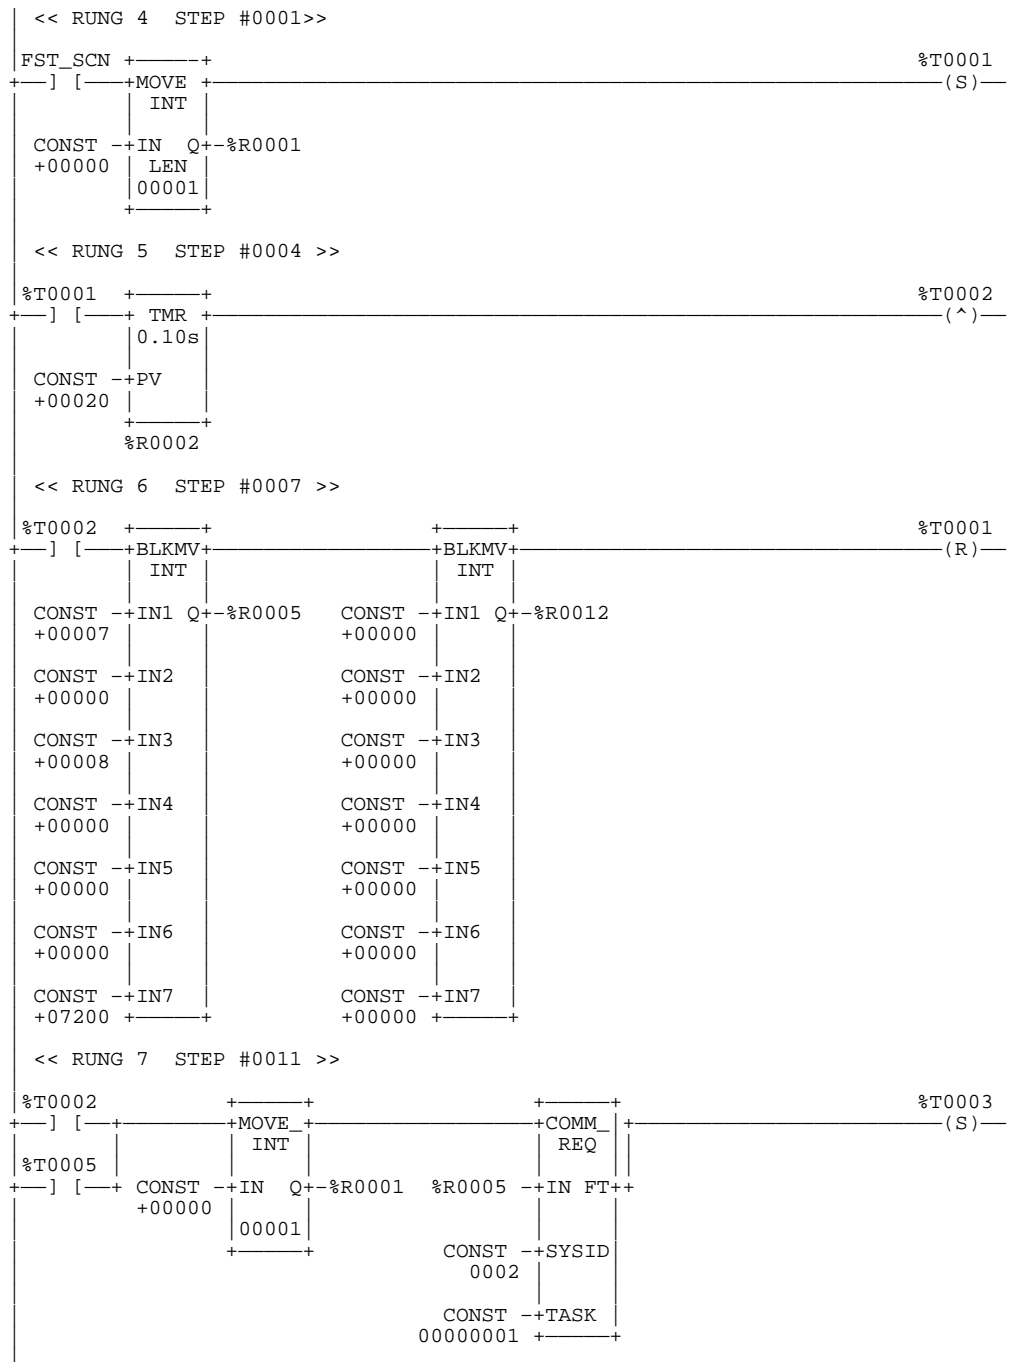 << RUNG 4 STEP #0001>>
FST_SCN %T0001
] [ MOVE (S)
INT
CONST IN Q %R0001
+00000 LEN
00001
<< RUNG 5 STEP #0004 >>
%T0001 %T0002
] [ TMR (^)
0.10s
CONST PV
+00020
%R0002
<< RUNG 6 STEP #0007 >>
%T0002 %T0001
] [ BLKMV BLKMV (R)
INT INT
CONST IN1 Q %R0005 CONST IN1 Q %R0012
+00007 +00000
CONST IN2 CONST IN2
+00000 +00000
CONST IN3 CONST IN3
+00008 +00000
CONST IN4 CONST IN4
+00000 +00000
CONST IN5 CONST IN5
+00000 +00000
CONST IN6 CONST IN6
+00000 +00000
CONST IN7 CONST IN7
+07200 +00000
<< RUNG 7 STEP #0011 >>
%T0002 %T0003
] [ MOVE_ COMM_ (S)
INT REQ
%T0005
] [ CONST IN Q %R0001 %R0005 IN FT
+00000
00001
CONST SYSID
0002
CONST TASK
00000001